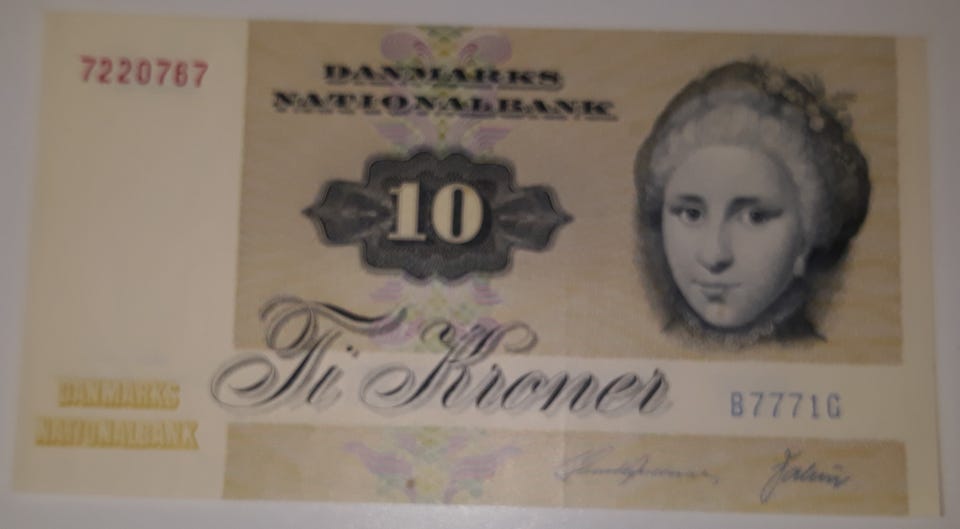 7220767
DANMARKS
NATIONALBANK
10
Ti Kroner
DANMARKS
NATIONALBANK
B7771G